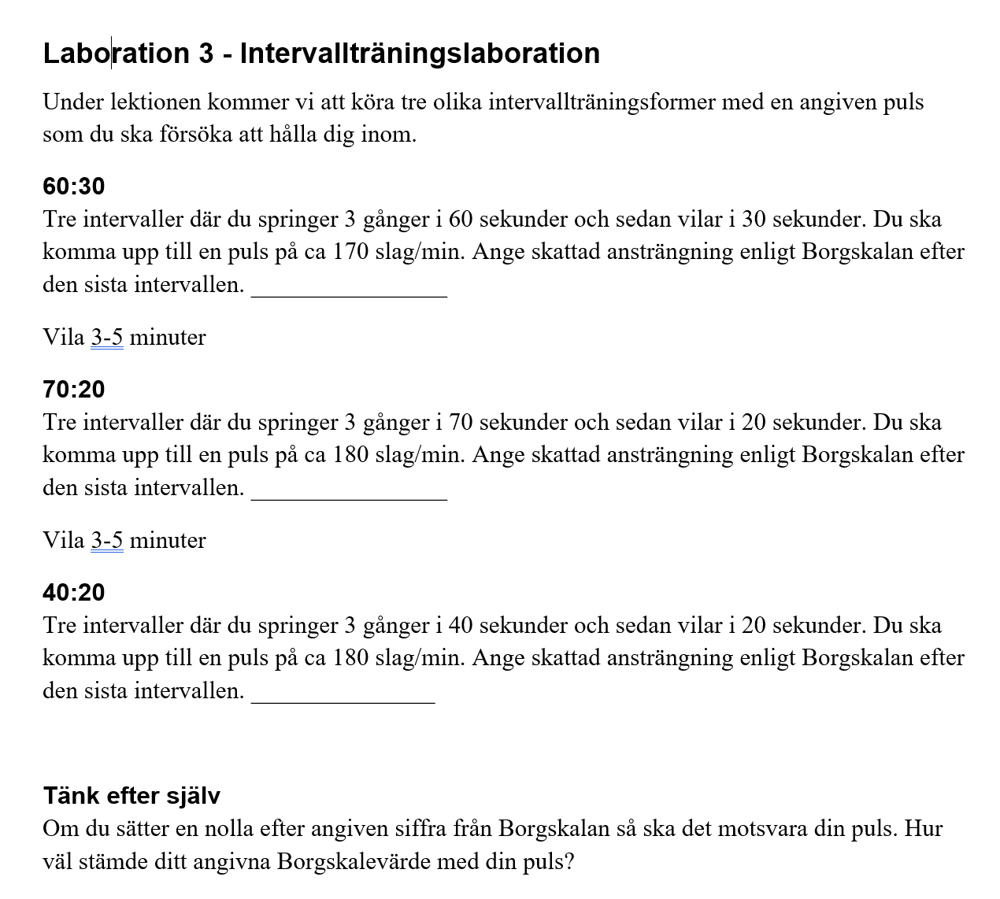 Laboration 3 - Intervallträningslaboration
Under lektionen kommer vi att köra tre olika intervallträningsformer med en angiven puls
som du ska försöka att hålla dig inom.
60:30
Tre intervaller där du springer 3 gånger i 60 sekunder och sedan vilar i 30 sekunder. Du ska
komma upp till en puls på ca 170 slag/min. Ange skattad ansträngning enligt Borgskalan efter
den sista intervallen. ________________
Vila 3-5 minuter
70:20
Tre intervaller där du springer 3 gånger i 70 sekunder och sedan vilar i 20 sekunder. Du ska
komma upp till en puls på ca 180 slag/min. Ange skattad ansträngning enligt Borgskalan efter
den sista intervallen. ________________
Vila 3-5 minuter
40:20
Tre intervaller där du springer 3 gånger i 40 sekunder och sedan vilar i 20 sekunder. Du ska
komma upp till en puls på ca 180 slag/min. Ange skattad ansträngning enligt Borgskalan efter
den sista intervallen. _______________
Tänk efter själv
Om du sätter en nolla efter angiven siffra från Borgskalan så ska det motsvara din puls. Hur
väl stämde ditt angivna Borgskalevärde med din puls?